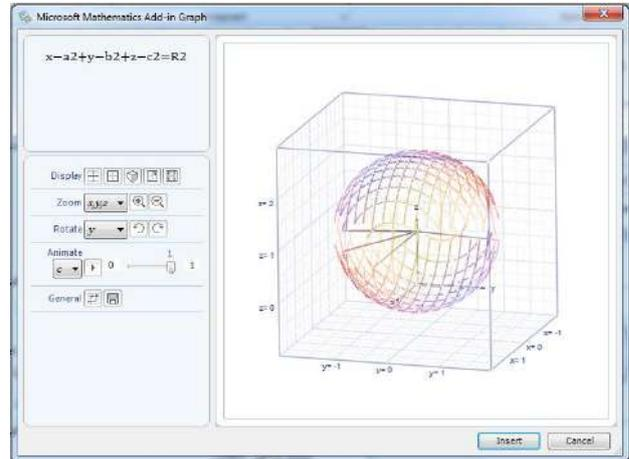 Microsoft Mathematics Add-in Graph
x−a2+y−b2+z−c2=R2
Display
Zoom x,y,z
Rotate y
Animate
c 0 1 1
General
z= 2
z= 1
z= 0
z
y
x
y= -1
y= 0
y= 1
x= -1
x= 0
x= 1
Insert
Cancel